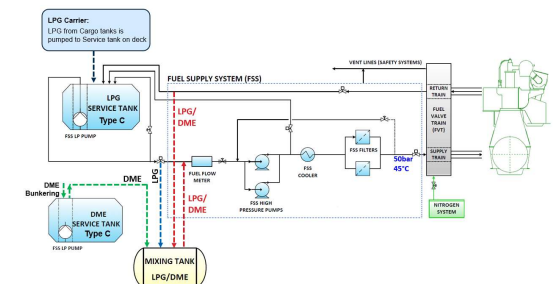 LPG Carrier:
LPG from Cargo tanks is
pumped to Service tank on deck
VENT LINES (SAFETY SYSTEMS)
FUEL SUPPLY SYSTEM (FSS)
LPG
SERVICE TANK
Type C
FSS LP PUMP
RETURN
TRAIN
FUEL
VALVE
TRAIN
(FVT)
SUPPLY
TRAIN
LPG/
DME
FSS FILTERS
50bar
45°C
FUEL FLOW
METER
FSS
COOLER
FSS HIGH
PRESSURE PUMPS
DME
LPG
DME
Bunkering
LPG/
DME
DME
SERVICE TANK
Type C
FSS LP PUMP
NITROGEN
SYSTEM
MIXING TANK
LPG/DME